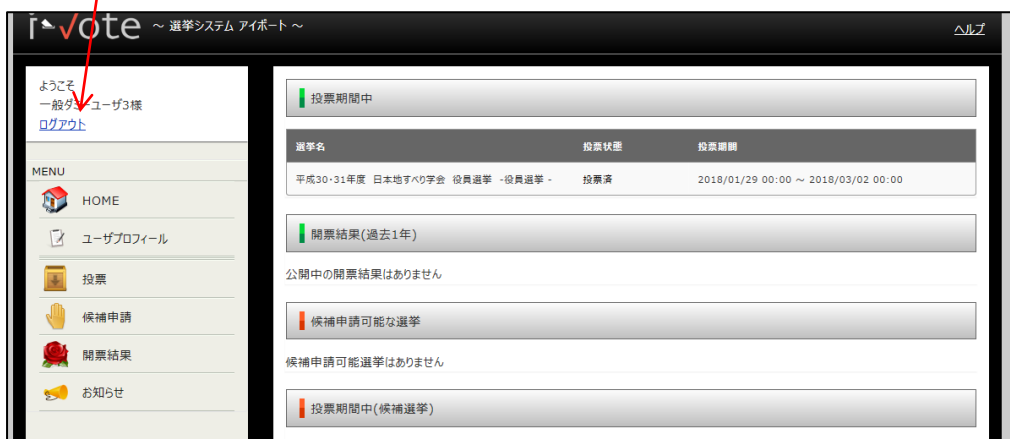 i-vote ～ 選挙システム アイボート ～
ヘルプ
ようこそ
一般ダミーユーザ3様
ログアウト
MENU
HOME
ユーザプロフィール
投票
候補申請
開票結果
お知らせ
投票期間中
選挙名 投票状態 投票期間
平成30・31年度 日本地すべり学会 役員選挙 -役員選挙 - 投票済 2018/01/29 00:00 ～ 2018/03/02 00:00
開票結果(過去1年)
公開中の開票結果はありません
候補申請可能な選挙
候補申請可能選挙はありません
投票期間中(候補選挙)